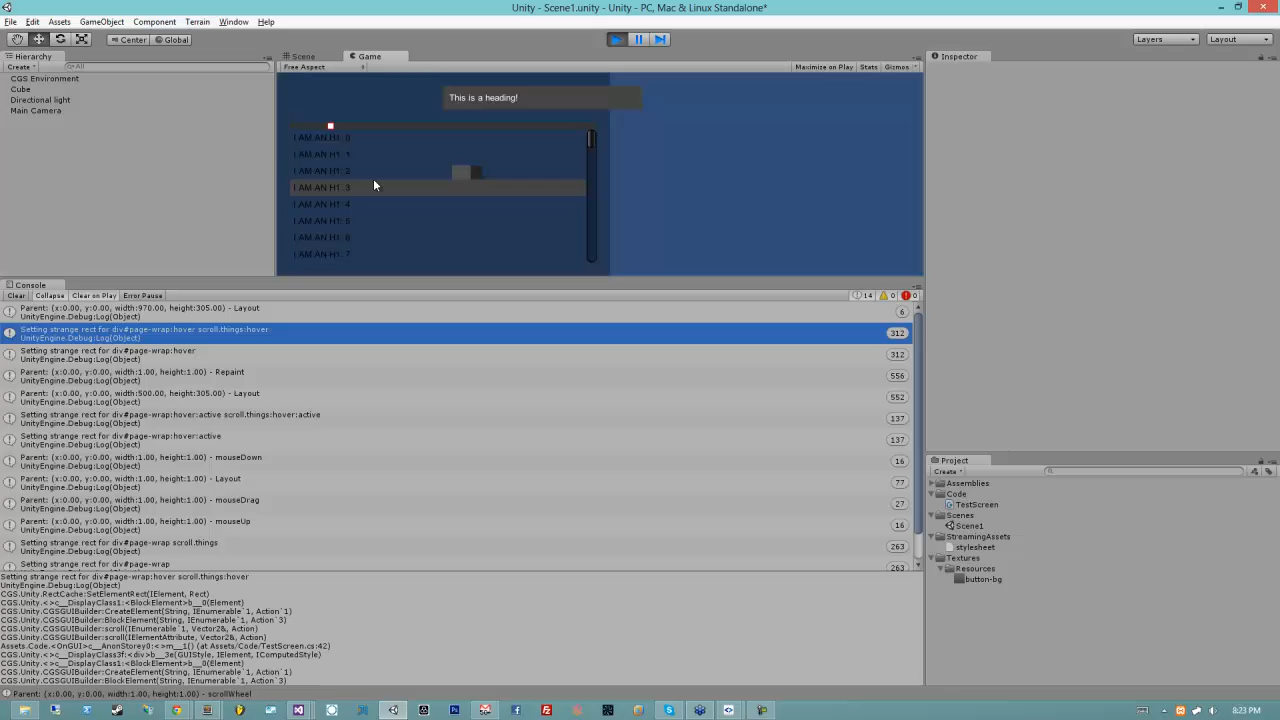 Unity - Scene1.unity - Unity - PC, Mac & Linux Standalone*
File Edit Assets GameObject Component Terrain Window Help
Center Global Layers Layout
Hierarchy
Create All
CGS Environment
Cube
Directional light
Main Camera
Scene Game
Free Aspect Maximize on Play Stats Gizmos
This is a heading!
I AM AN H1: 0
I AM AN H1: 1
I AM AN H1: 2
I AM AN H1: 3
I AM AN H1: 4
I AM AN H1: 5
I AM AN H1: 6
I AM AN H1: 7
Inspector
Console
Clear Collapse Clear on Play Error Pause 14 0 0
Parent: {x:0.00, y:0.00, width:970.00, height:305.00} - Layout
UnityEngine.Debug:Log(Object) 6
Setting strange rect for div#page-wrap:hover scroll.things:hover
UnityEngine.Debug:Log(Object) 312
Setting strange rect for div#page-wrap:hover
UnityEngine.Debug:Log(Object) 312
Parent: {x:0.00, y:0.00, width:1.00, height:1.00} - Repaint
UnityEngine.Debug:Log(Object) 556
Parent: {x:0.00, y:0.00, width:500.00, height:305.00} - Layout
UnityEngine.Debug:Log(Object) 552
Setting strange rect for div#page-wrap:hover:active scroll.things:hover:active
UnityEngine.Debug:Log(Object) 137
Setting strange rect for div#page-wrap:hover:active
UnityEngine.Debug:Log(Object) 137
Parent: {x:0.00, y:0.00, width:1.00, height:1.00} - mouseDown
UnityEngine.Debug:Log(Object) 16
Parent: {x:0.00, y:0.00, width:1.00, height:1.00} - Layout
UnityEngine.Debug:Log(Object) 77
Parent: {x:0.00, y:0.00, width:1.00, height:1.00} - mouseDrag
UnityEngine.Debug:Log(Object) 27
Parent: {x:0.00, y:0.00, width:1.00, height:1.00} - mouseUp
UnityEngine.Debug:Log(Object) 16
Setting strange rect for div#page-wrap scroll.things
UnityEngine.Debug:Log(Object) 263
Setting strange rect for div#page-wrap 263
Setting strange rect for div#page-wrap:hover scroll.things:hover
UnityEngine.Debug:Log(Object)
CGS.Unity.RectCache:SetElementRect(IElement, Rect)
CGS.Unity.<>c__DisplayClass1:<BlockElement>b__0(Element)
CGS.Unity.CGSGUIBuilder:CreateElement(String, IEnumerable`1, Action`1)
CGS.Unity.CGSGUIBuilder:BlockElement(String, IEnumerable`1, Action`3)
CGS.Unity.CGSGUIBuilder:scroll(IEnumerable`1, Vector2&, Action)
CGS.Unity.CGSGUIBuilder:scroll(IElementAttribute, Vector2&, Action)
Assets.Code.<OnGUI>c__AnonStorey0:<>m__1() (at Assets/Code/TestScreen.cs:42)
CGS.Unity.<>c__DisplayClass3f:<div>b__3e(GUIStyle, IElement, IComputedStyle)
CGS.Unity.<>c__DisplayClass1:<BlockElement>b__0(Element)
CGS.Unity.CGSGUIBuilder:CreateElement(String, IEnumerable`1, Action`1)
CGS.Unity.CGSGUIBuilder:BlockElement(String, IEnumerable`1, Action`3)
Project
Create
Assemblies
Code
TestScreen
Scenes
Scene1
StreamingAssets
stylesheet
Textures
Resources
button-bg
Parent: {x:0.00, y:0.00, width:1.00, height:1.00} - scrollWheel
8:23 PM